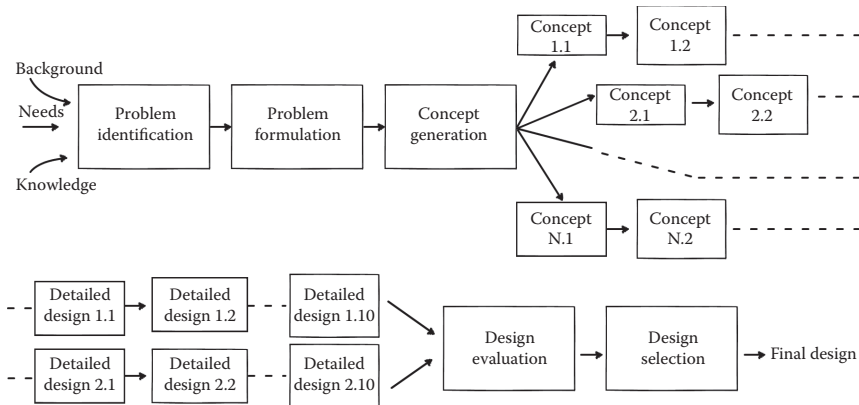 Background
Needs
Knowledge
Problem
identification
Problem
formulation
Concept
generation
Concept
1.1
Concept
1.2
Concept
2.1
Concept
2.2
Concept
N.1
Concept
N.2
Detailed
design 1.1
Detailed
design 1.2
Detailed
design 1.10
Detailed
design 2.1
Detailed
design 2.2
Detailed
design 2.10
Design
evaluation
Design
selection
Final design